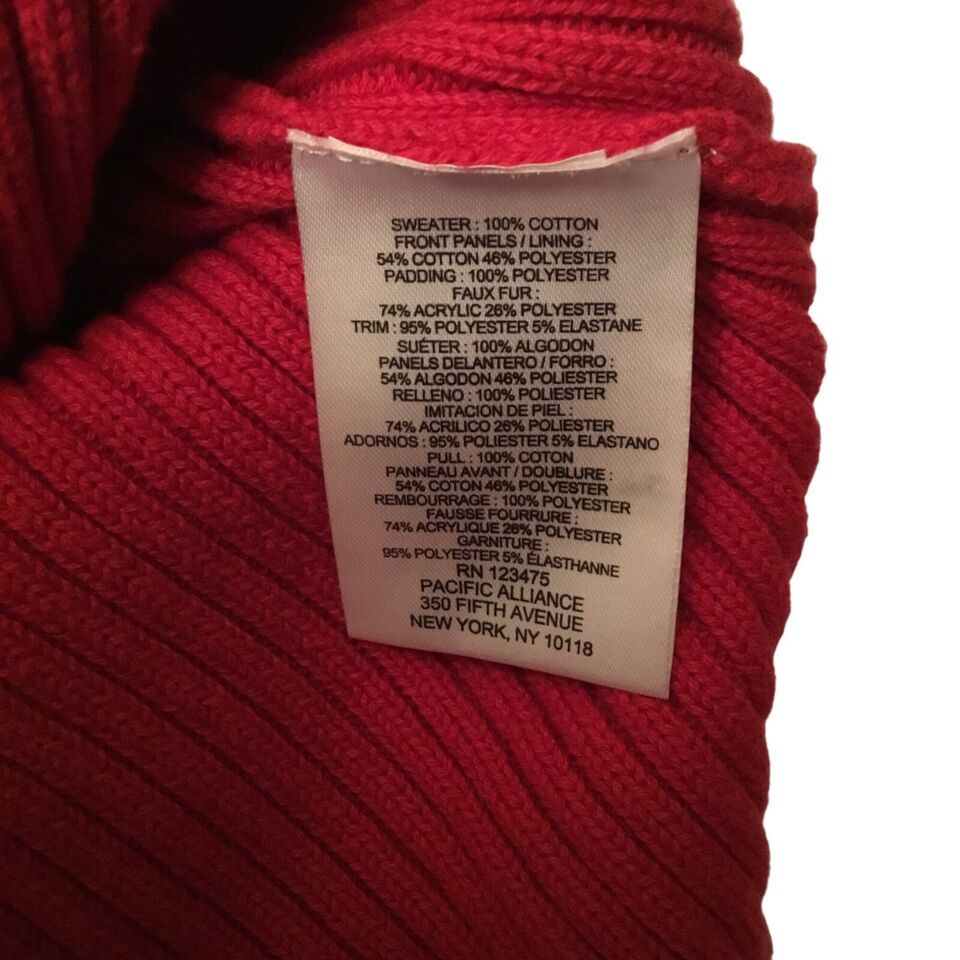 SWEATER : 100% COTTON
FRONT PANELS / LINING :
54% COTTON 46% POLYESTER
PADDING : 100% POLYESTER
FAUX FUR :
74% ACRYLIC 26% POLYESTER
TRIM : 95% POLYESTER 5% ELASTANE
SUÉTER : 100% ALGODON
PANELS DELANTERO / FORRO :
54% ALGODON 46% POLIESTER
RELLENO : 100% POLIESTER
IMITACION DE PIEL :
74% ACRILICO 26% POLIESTER
ADORNOS : 95% POLIESTER 5% ELASTANO
PULL : 100% COTON
PANNEAU AVANT / DOUBLURE :
54% COTON 46% POLYESTER
REMBOURRAGE : 100% POLYESTER
FAUSSE FOURRURE :
74% ACRYLIQUE 26% POLYESTER
GARNITURE :
95% POLYESTER 5% ÉLASTHANNE
RN 123475
PACIFIC ALLIANCE
350 FIFTH AVENUE
NEW YORK, NY 10118